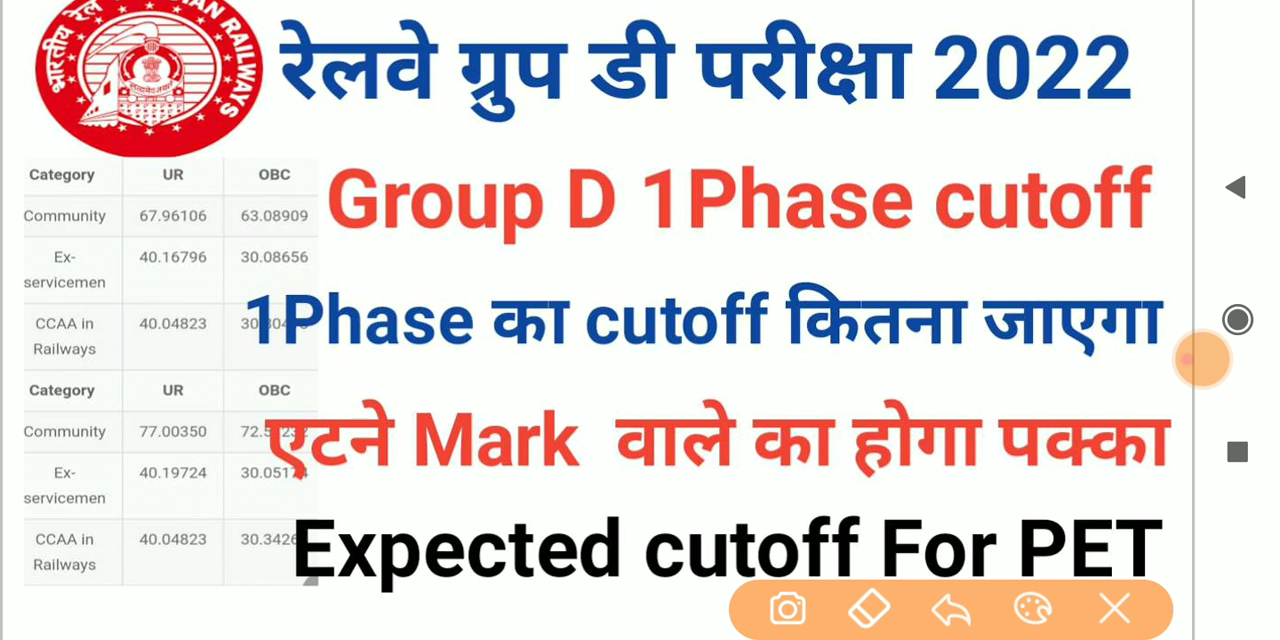 भारतीय रेल INDIAN RAILWAYS
रेलवे ग्रुप डी परीक्षा 2022
Category UR OBC
Community 67.96106 63.08909
Ex-servicemen 40.16796 30.08656
CCAA in Railways 40.04823
Category UR OBC
Community 77.00350
Ex-servicemen 40.19724
CCAA in Railways 40.04823
Group D 1Phase cutoff
1Phase का cutoff कितना जाएगा
एटने Mark वाले का होगा पक्का
Expected cutoff For PET